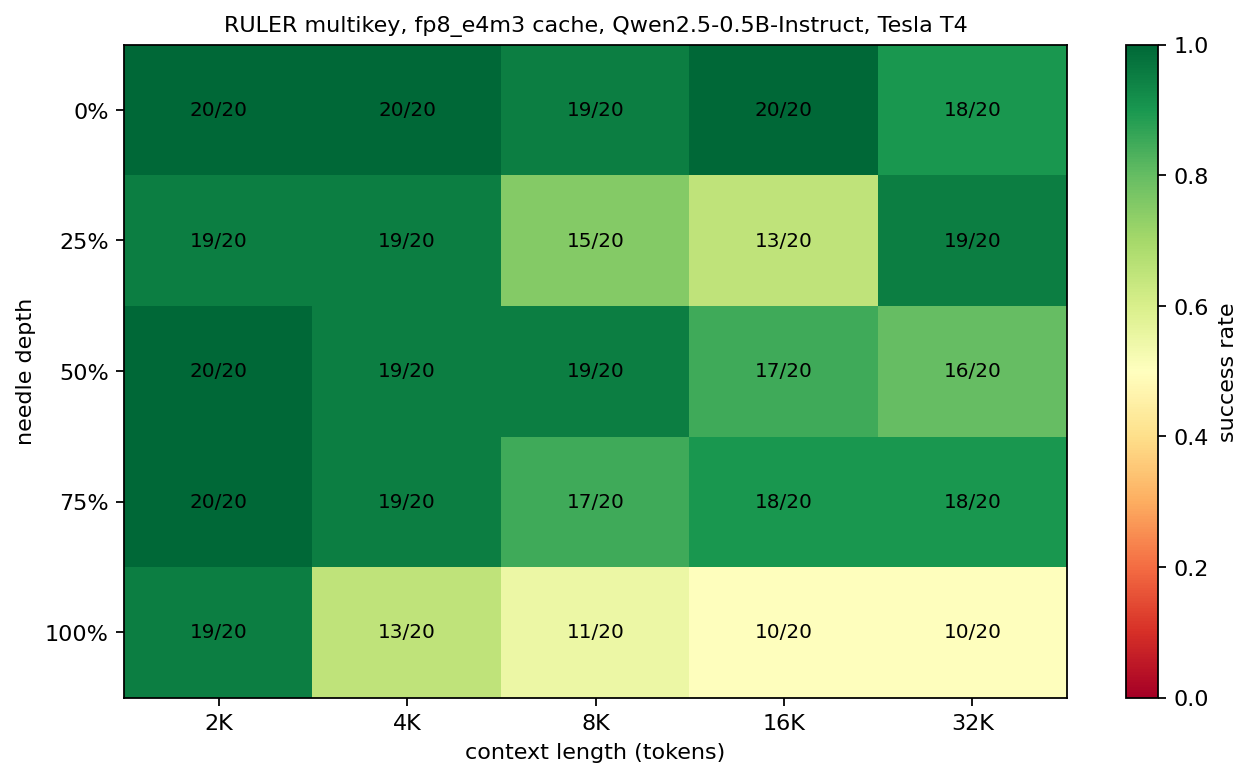 RULER multikey, fp8_e4m3 cache, Qwen2.5-0.5B-Instruct, Tesla T4
needle depth
0% 20/20 20/20 19/20 20/20 18/20
25% 19/20 19/20 15/20 13/20 19/20
50% 20/20 19/20 19/20 17/20 16/20
75% 20/20 19/20 17/20 18/20 18/20
100% 19/20 13/20 11/20 10/20 10/20
2K 4K 8K 16K 32K
context length (tokens)
1.0
0.8
0.6
0.4
0.2
0.0
success rate